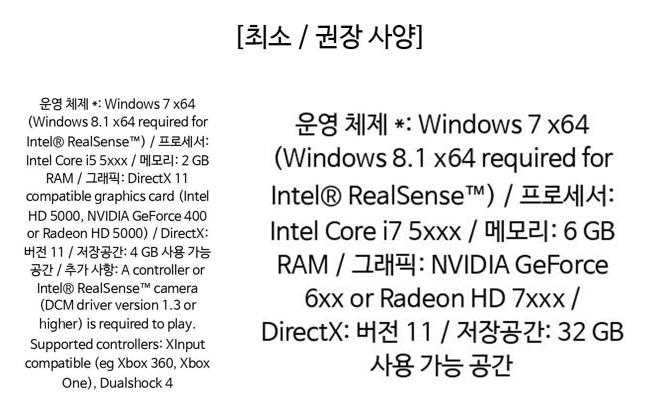 [최소 / 권장 사양]
운영 체제 *: Windows 7 x64
(Windows 8.1 x64 required for
Intel® RealSense™) / 프로세서:
Intel Core i5 5xxx / 메모리: 2 GB
RAM / 그래픽: DirectX 11
compatible graphics card (Intel
HD 5000, NVIDIA GeForce 400
or Radeon HD 5000) / DirectX:
버전 11 / 저장공간: 4 GB 사용 가능
공간 / 추가 사항: A controller or
Intel® RealSense™ camera
(DCM driver version 1.3 or
higher) is required to play.
Supported controllers: XInput
compatible (eg Xbox 360, Xbox
One), Dualshock 4
운영 체제 *: Windows 7 x64
(Windows 8.1 x64 required for
Intel® RealSense™) / 프로세서:
Intel Core i7 5xxx / 메모리: 6 GB
RAM / 그래픽: NVIDIA GeForce
6xx or Radeon HD 7xxx /
DirectX: 버전 11 / 저장공간: 32 GB
사용 가능 공간